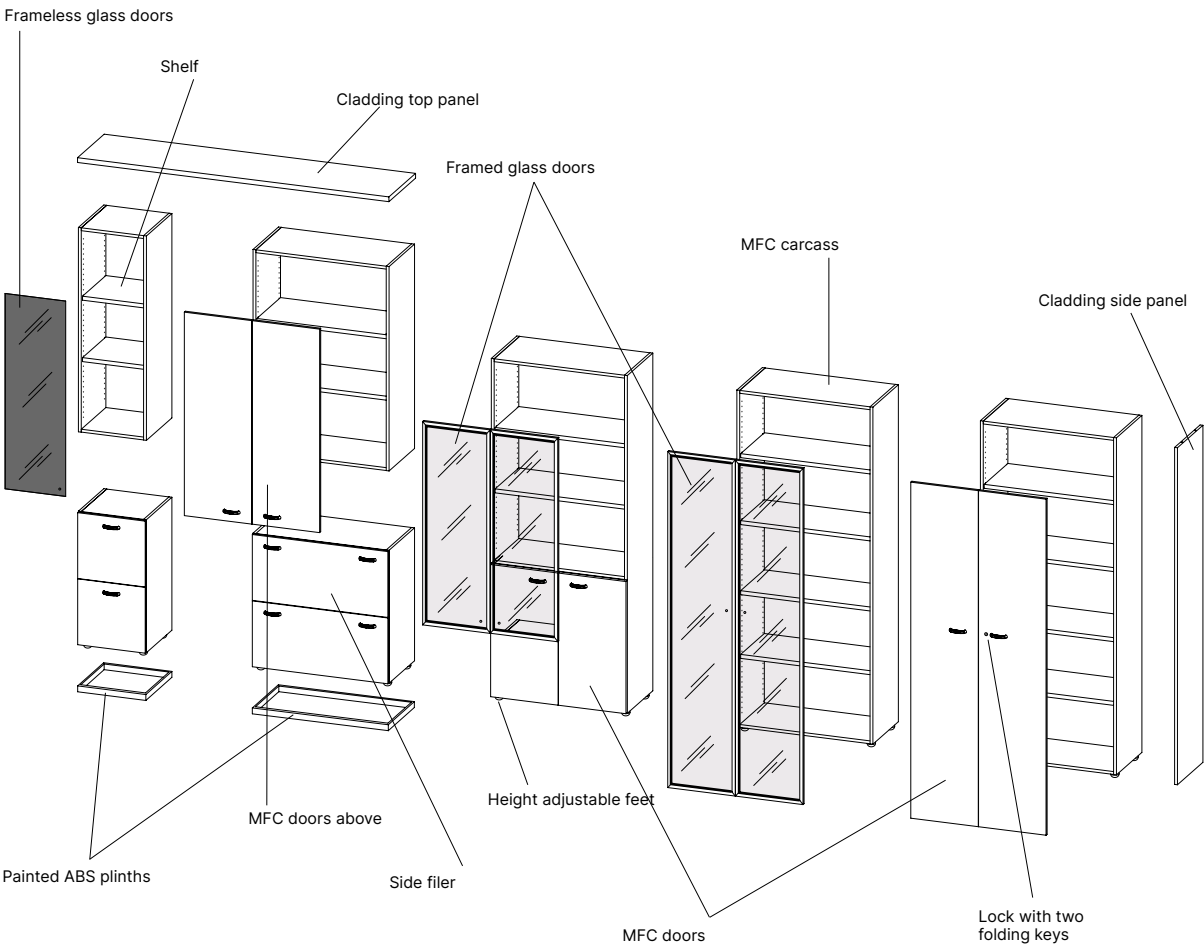 Frameless glass doors
Shelf
Cladding top panel
Framed glass doors
MFC carcass
Cladding side panel
Height adjustable feet
MFC doors above
Painted ABS plinths
Side filer
MFC doors
Lock with two
folding keys